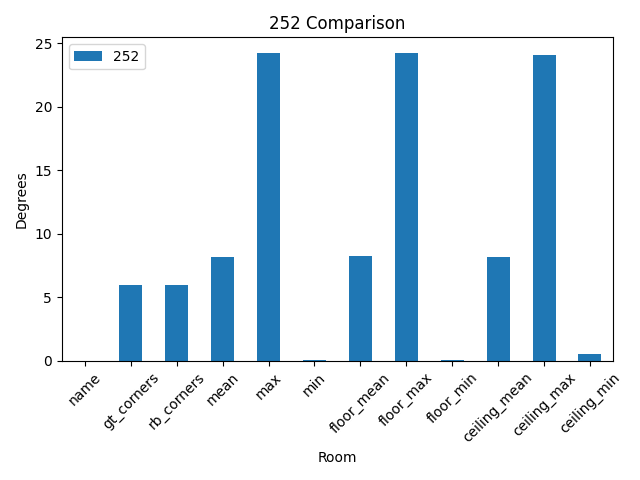 252 Comparison
252
25
20
15
10
5
0
Degrees
name
gt_corners
rb_corners
mean
max
min
floor_mean
floor_max
floor_min
ceiling_mean
ceiling_max
ceiling_min
Room